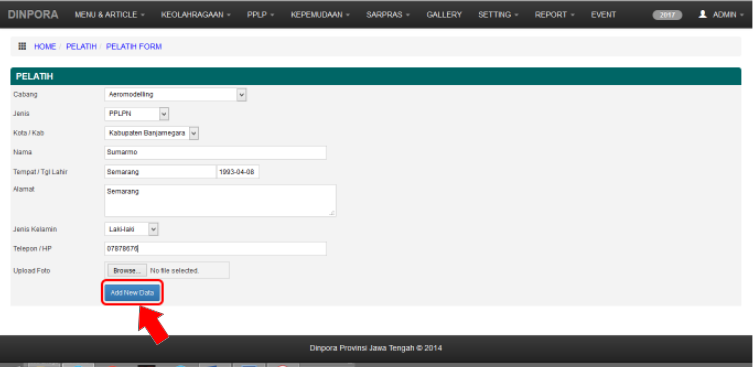 DINPORA MENU & ARTICLE KEOLAHRAGAAN PPLP KEPEMUDAAN SARPRAS GALLERY SETTING REPORT EVENT 2017 ADMIN
HOME / PELATIH / PELATIH FORM
PELATIH
Cabang Aeromodelling
Jenis PPLPN
Kota / Kab Kabupaten Banjarnegara
Nama Sumarmo
Tempat / Tgl Lahir Semarang 1993-04-08
Alamat Semarang
Jenis Kelamin Laki-laki
Telepon / HP 07878676
Upload Foto Browse... No file selected.
Add New Data
Dinpora Provinsi Jawa Tengah © 2014